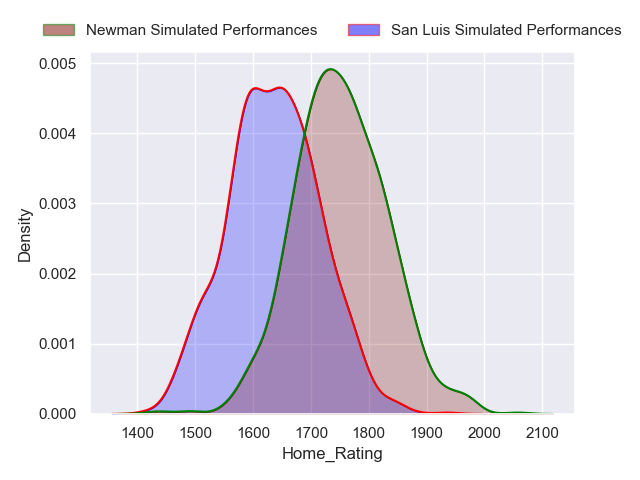 Newman Simulated Performances
San Luis Simulated Performances
0.005
0.004
0.003
0.002
0.001
0.000
Density
1400 1500 1600 1700 1800 1900 2000 2100
Home_Rating